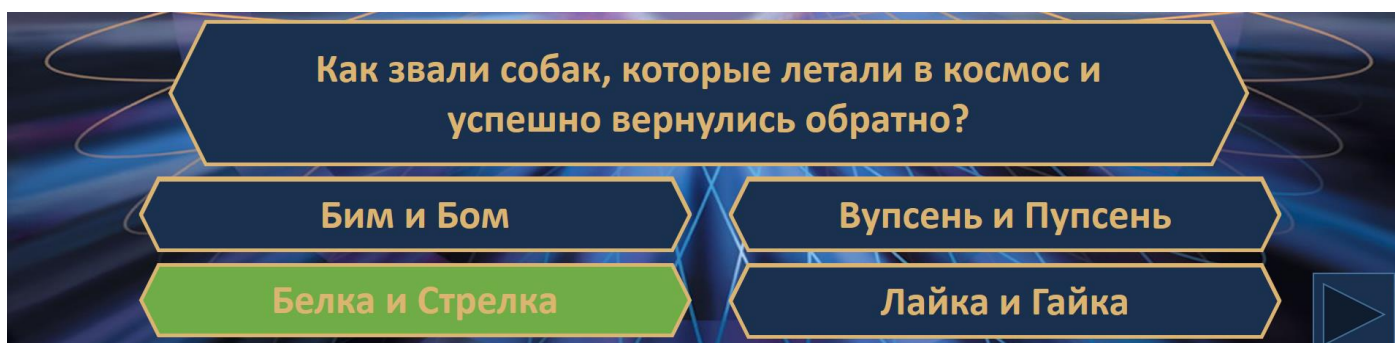 Как звали собак, которые летали в космос и
успешно вернулись обратно?
Бим и Бом
Вупсень и Пупсень
Белка и Стрелка
Лайка и Гайка